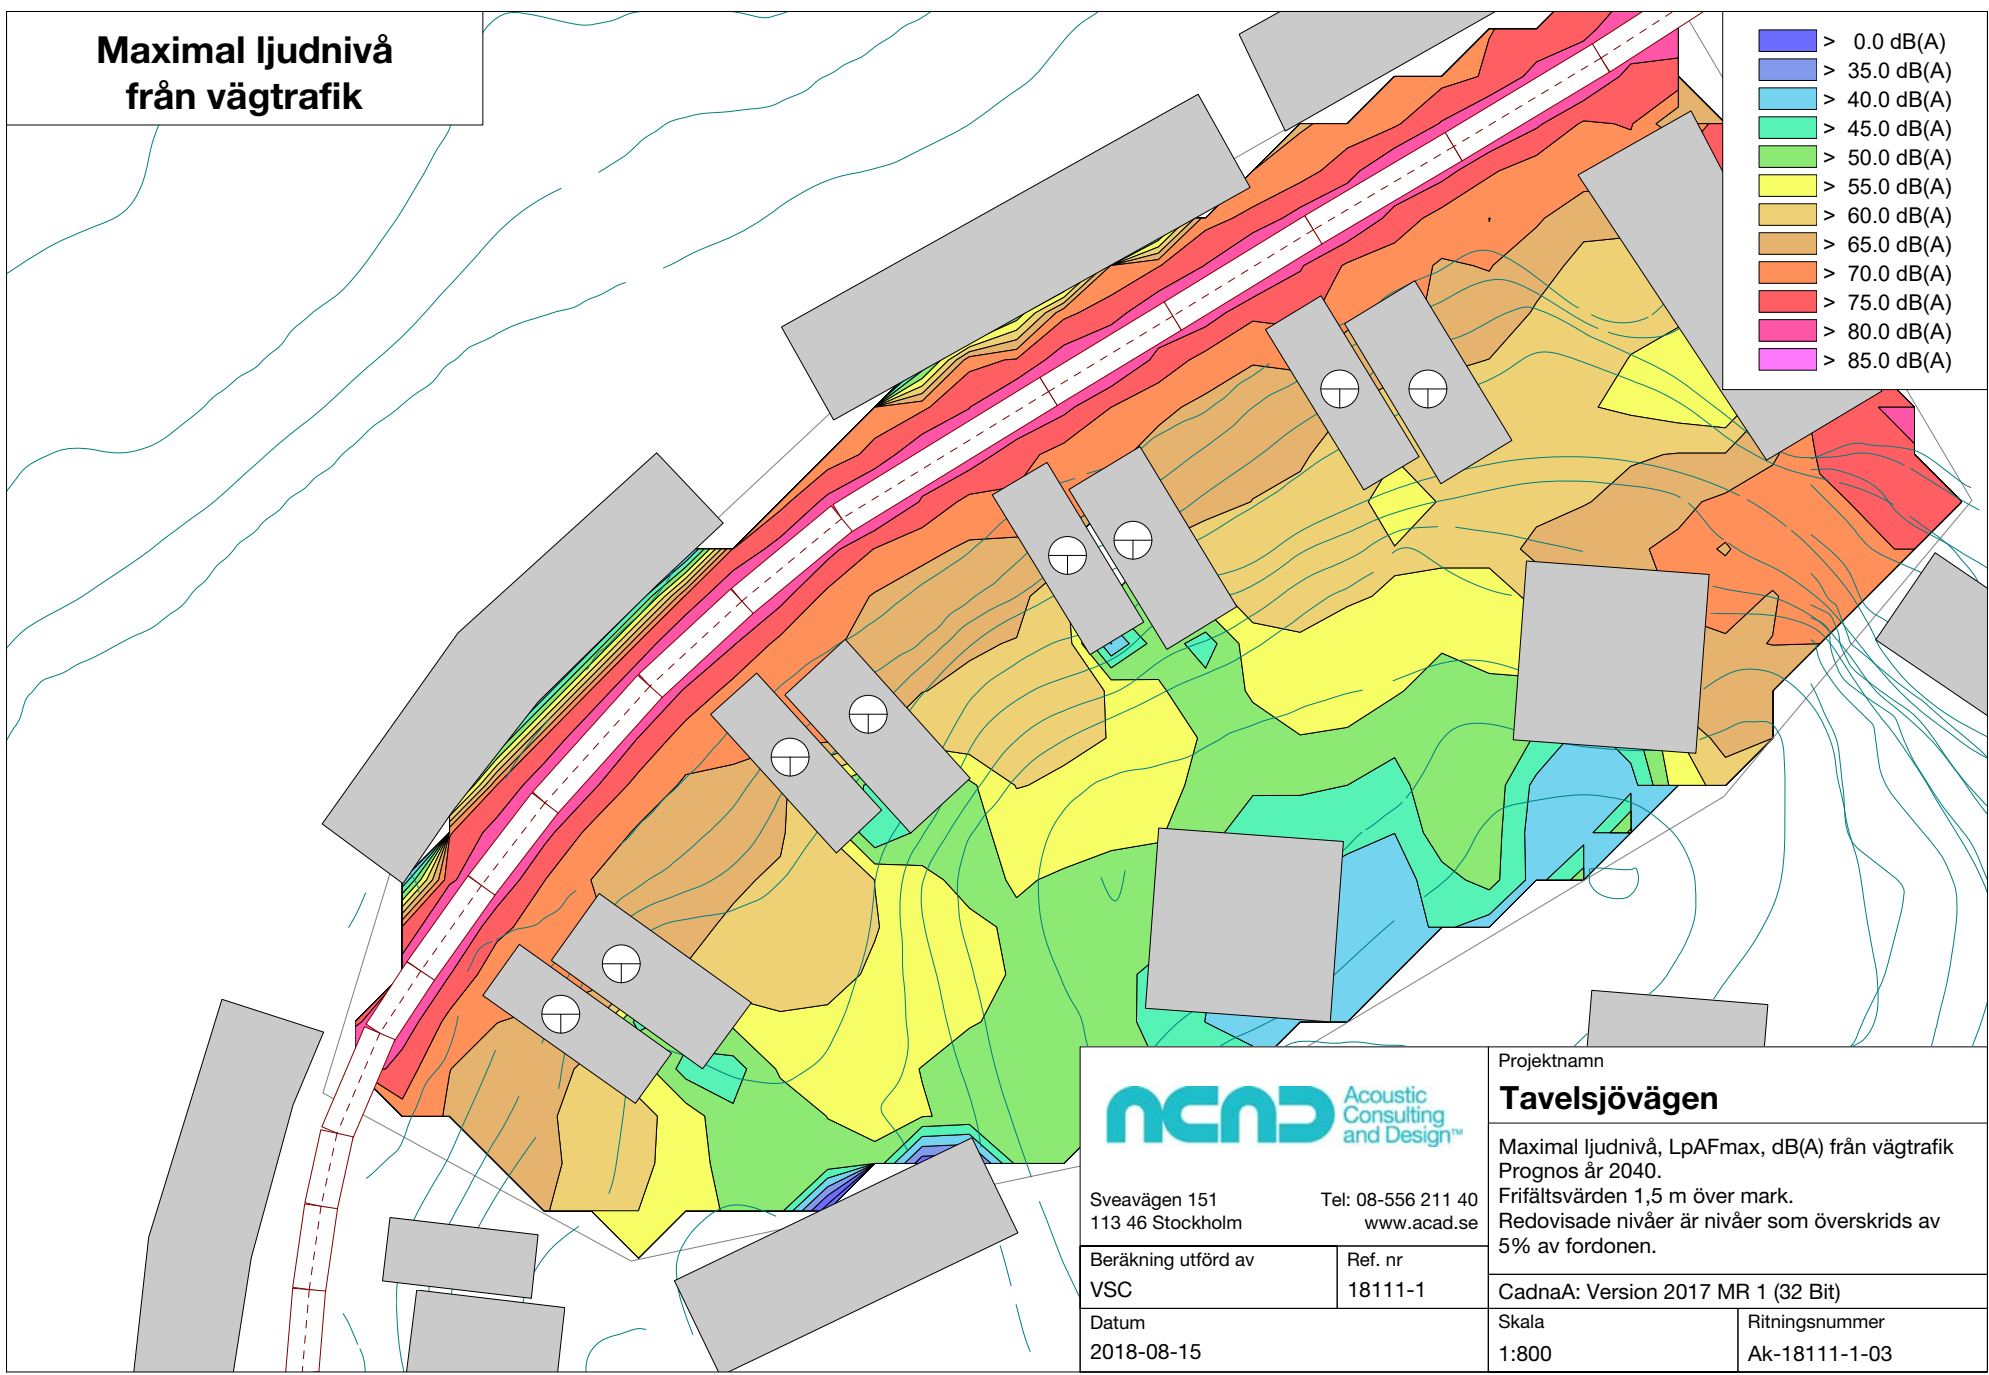 Maximal ljudnivå
från vägtrafik
> 0.0 dB(A)
> 35.0 dB(A)
> 40.0 dB(A)
> 45.0 dB(A)
> 50.0 dB(A)
> 55.0 dB(A)
> 60.0 dB(A)
> 65.0 dB(A)
> 70.0 dB(A)
> 75.0 dB(A)
> 80.0 dB(A)
> 85.0 dB(A)
ACAD
Acoustic
Consulting
and Design™
Sveavägen 151
113 46 Stockholm
Tel: 08-556 211 40
www.acad.se
Beräkning utförd av
VSC
Ref. nr
18111-1
Datum
2018-08-15
Projektnamn
Tavelsjövägen
Maximal ljudnivå, LpAFmax, dB(A) från vägtrafik
Prognos år 2040.
Frifältsvärden 1,5 m över mark.
Redovisade nivåer är nivåer som överskrids av
5% av fordonen.
CadnaA: Version 2017 MR 1 (32 Bit)
Skala
1:800
Ritningsnummer
Ak-18111-1-03